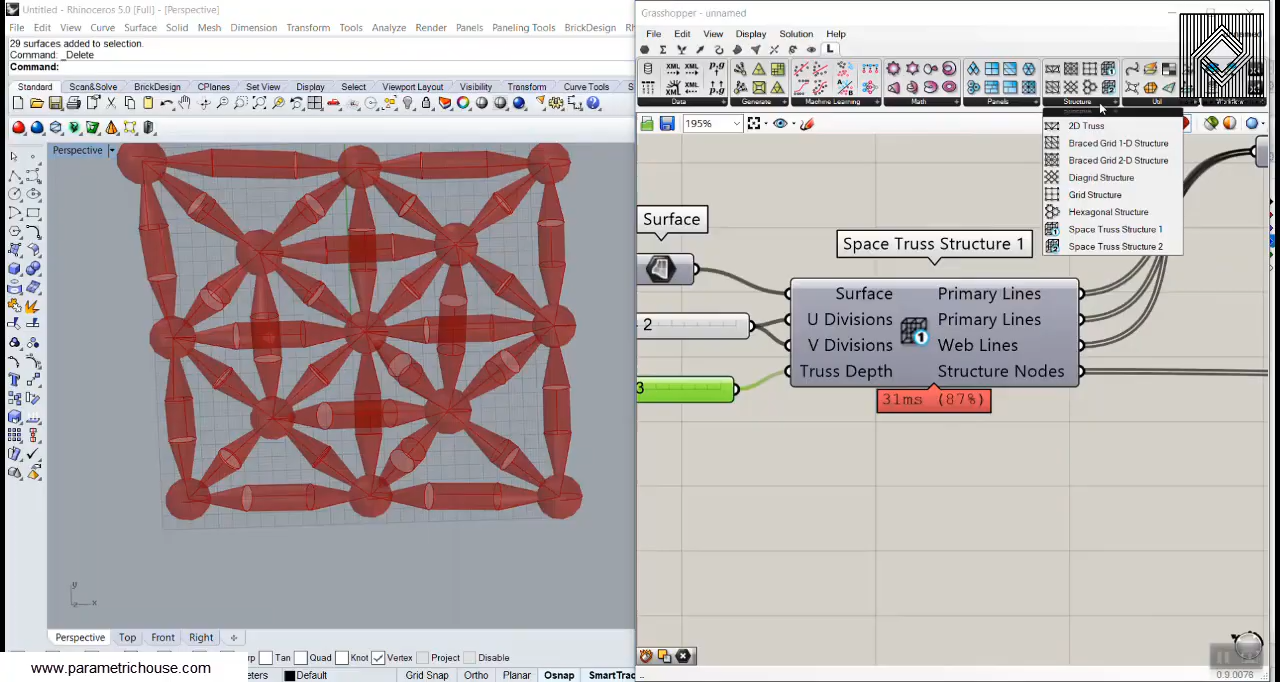 Untitled - Rhinoceros 5.0 [Full] - [Perspective]
File Edit View Curve Surface Solid Mesh Dimension Transform Tools Analyze Render Panels Paneling Tools BrickDesign
29 surfaces added to selection.
Command: _Delete
Command:
Standard Scan&Solve BrickDesign CPlanes Set View Display Select Viewport Layout Visibility Transform Curve Tools
Perspective
Perspective Top Front Right
Tan Quad Knot Vertex Project Disable
Default Grid Snap Ortho Planar Osnap SmartTrac
www.parametrichouse.com
Grasshopper - unnamed
File Edit View Display Solution Help
L
XML XML
XML XML
Data Generate Machine Learning Math Panels Structure Util
195%
2D Truss
Braced Grid 1-D Structure
Braced Grid 2-D Structure
Diagrid Structure
Grid Structure
Hexagonal Structure
Space Truss Structure 1
Space Truss Structure 2
Surface
2
3
Space Truss Structure 1
Surface Primary Lines
U Divisions Primary Lines
V Divisions Web Lines
Truss Depth Structure Nodes
1
31ms (87%)
0.9.0076